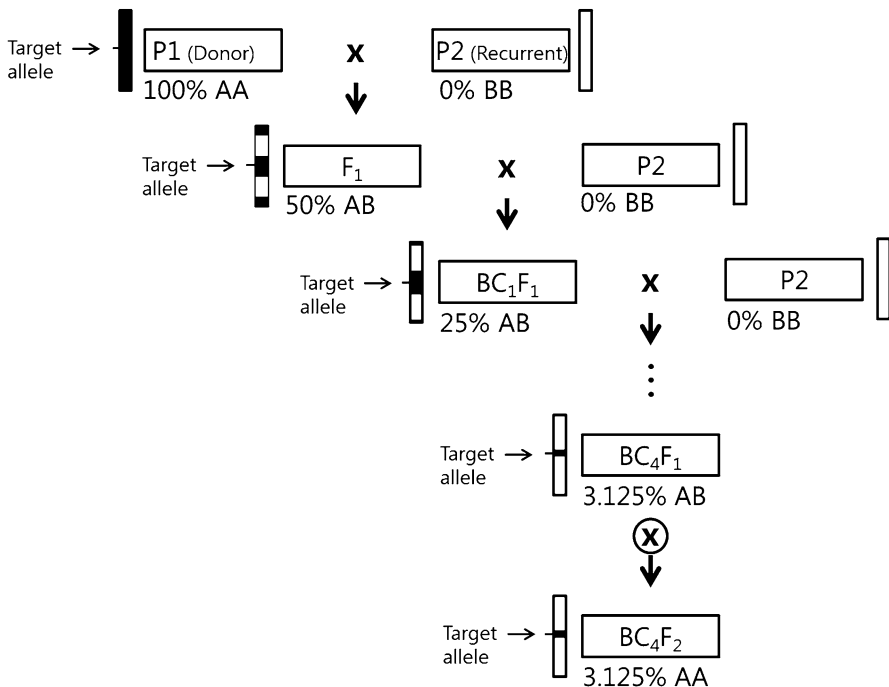 Target
allele
P1 (Donor)
x
P2 (Recurrent)
100% AA
0% BB
Target
allele
F₁
x
P2
50% AB
0% BB
Target
allele
BC₁F₁
x
P2
25% AB
0% BB
Target
allele
BC₄F₁
3.125% AB
x
Target
allele
BC₄F₂
3.125% AA